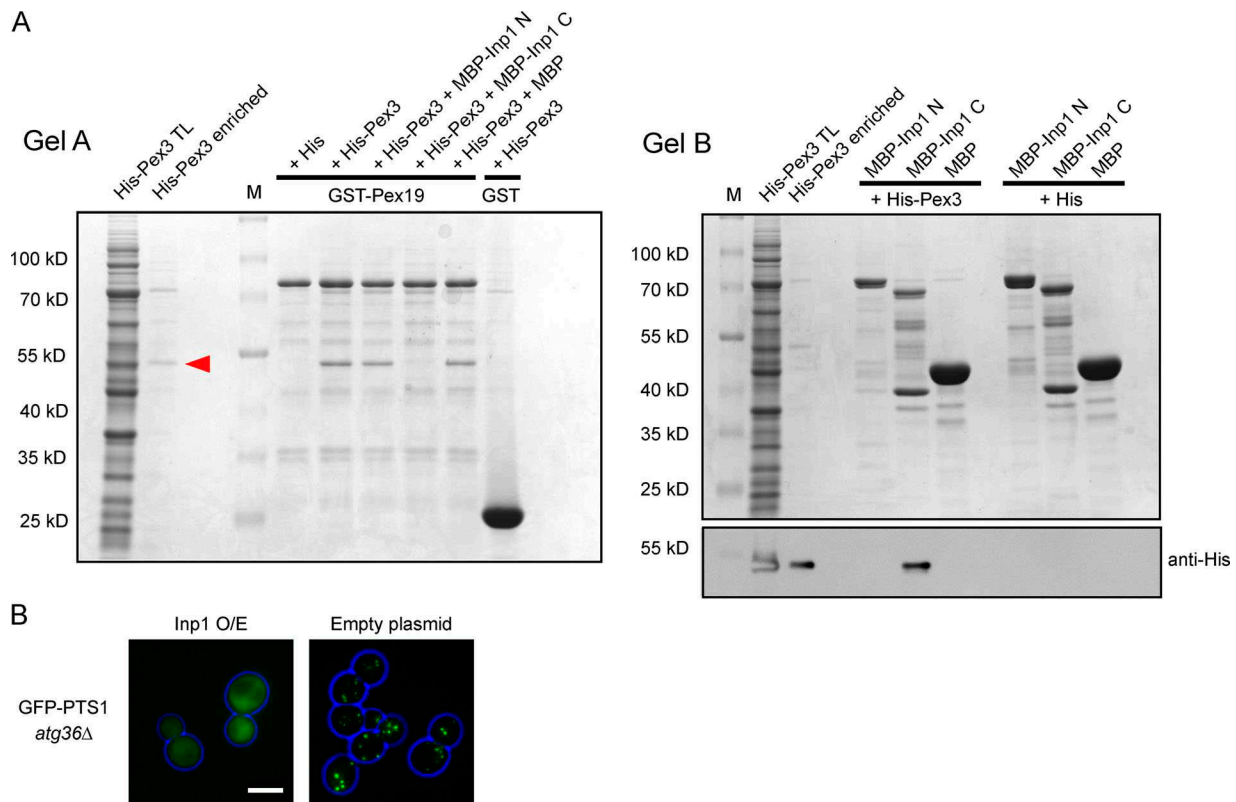 A
Gel A
His-Pex3 TL
His-Pex3 enriched
M
+ His
+ His-Pex3
+ His-Pex3 + MBP-Inp1 N
+ His-Pex3 + MBP-Inp1 C
+ His-Pex3 + MBP
+ His-Pex3
GST-Pex19
GST
100 kD
70 kD
55 kD
40 kD
35 kD
25 kD
Gel B
M
His-Pex3 TL
His-Pex3 enriched
MBP-Inp1 N
MBP-Inp1 C
MBP
MBP-Inp1 N
MBP-Inp1 C
MBP
+ His-Pex3
+ His
100 kD
70 kD
55 kD
40 kD
35 kD
25 kD
55 kD
anti-His
B
Inp1 O/E
Empty plasmid
GFP-PTS1
atg36Δ